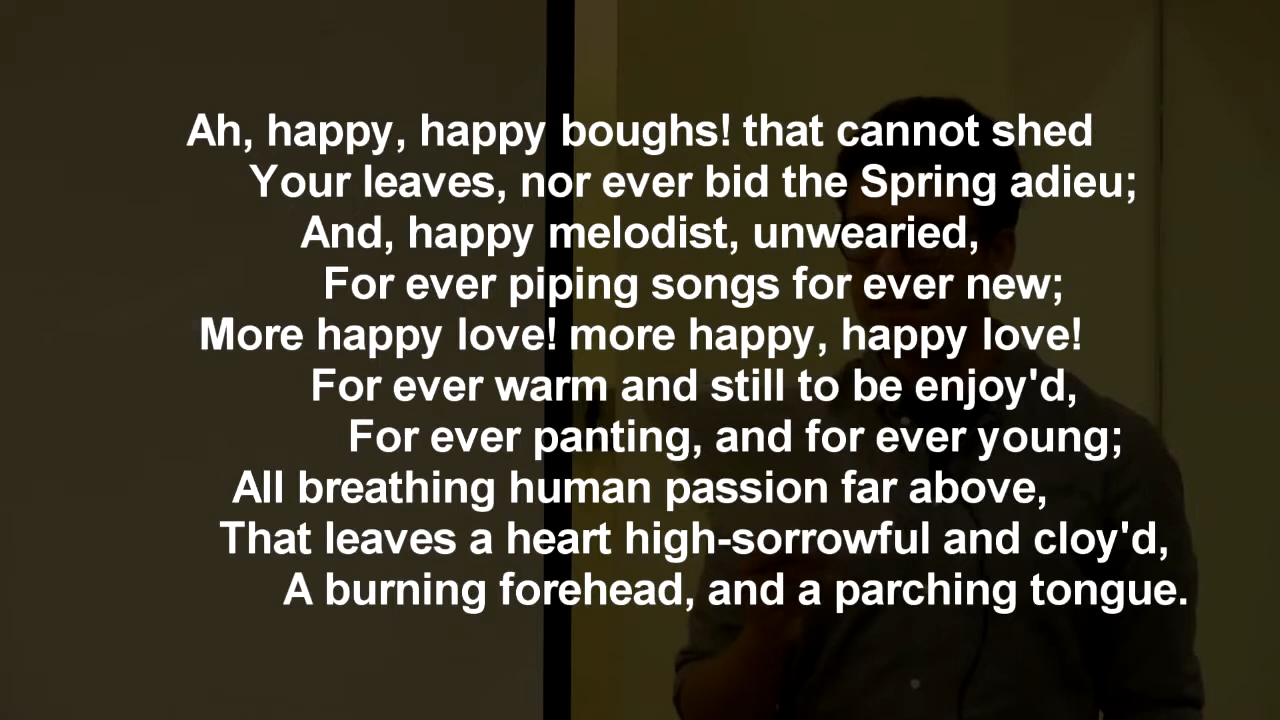 Ah, happy, happy boughs! that cannot shed
Your leaves, nor ever bid the Spring adieu;
And, happy melodist, unwearied,
For ever piping songs for ever new;
More happy love! more happy, happy love!
For ever warm and still to be enjoy'd,
For ever panting, and for ever young;
All breathing human passion far above,
That leaves a heart high-sorrowful and cloy'd,
A burning forehead, and a parching tongue.